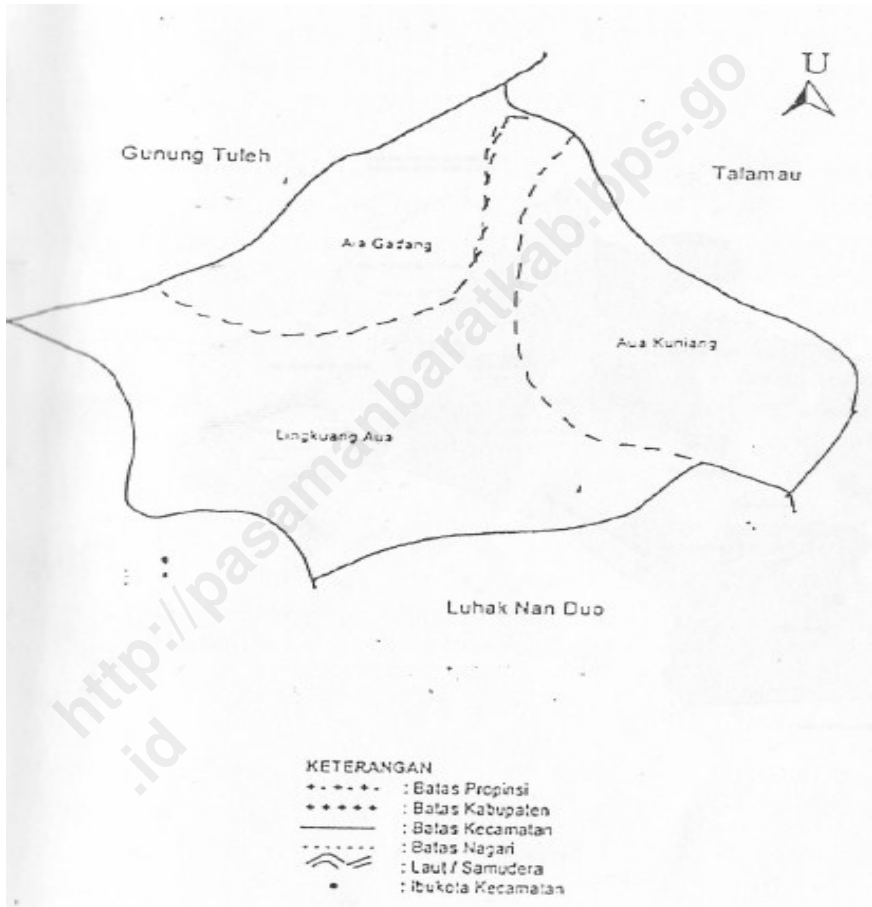 U
Gunung Tuleh
Talamau
Aia Gadang
Aua Kuniang
Lingkuang Aua
Luhak Nan Duo
http://pasamanbaratkab.bps.go
.id
KETERANGAN
: Batas Propinsi
: Batas Kabupaten
: Batas Kecamatan
: Batas Nagari
: Laut / Samudera
: Ibukota Kecamatan